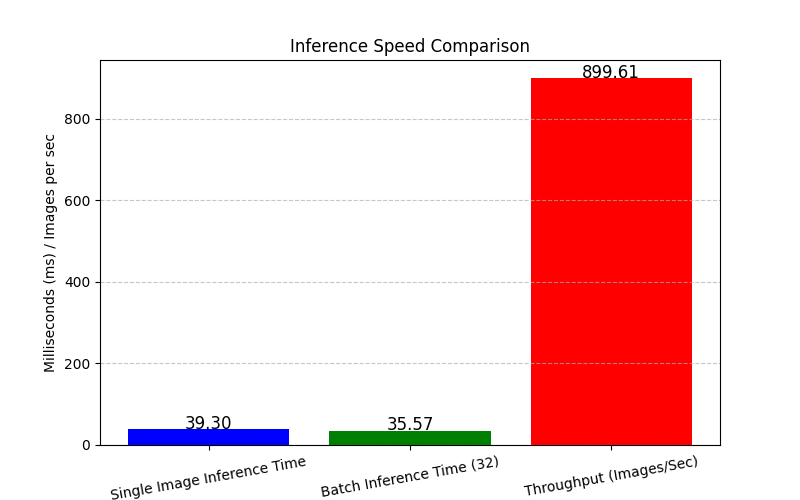 Inference Speed Comparison
Milliseconds (ms) / Images per sec
800
600
400
200
0
39.30
35.57
899.61
Single Image Inference Time
Batch Inference Time (32)
Throughput (Images/Sec)